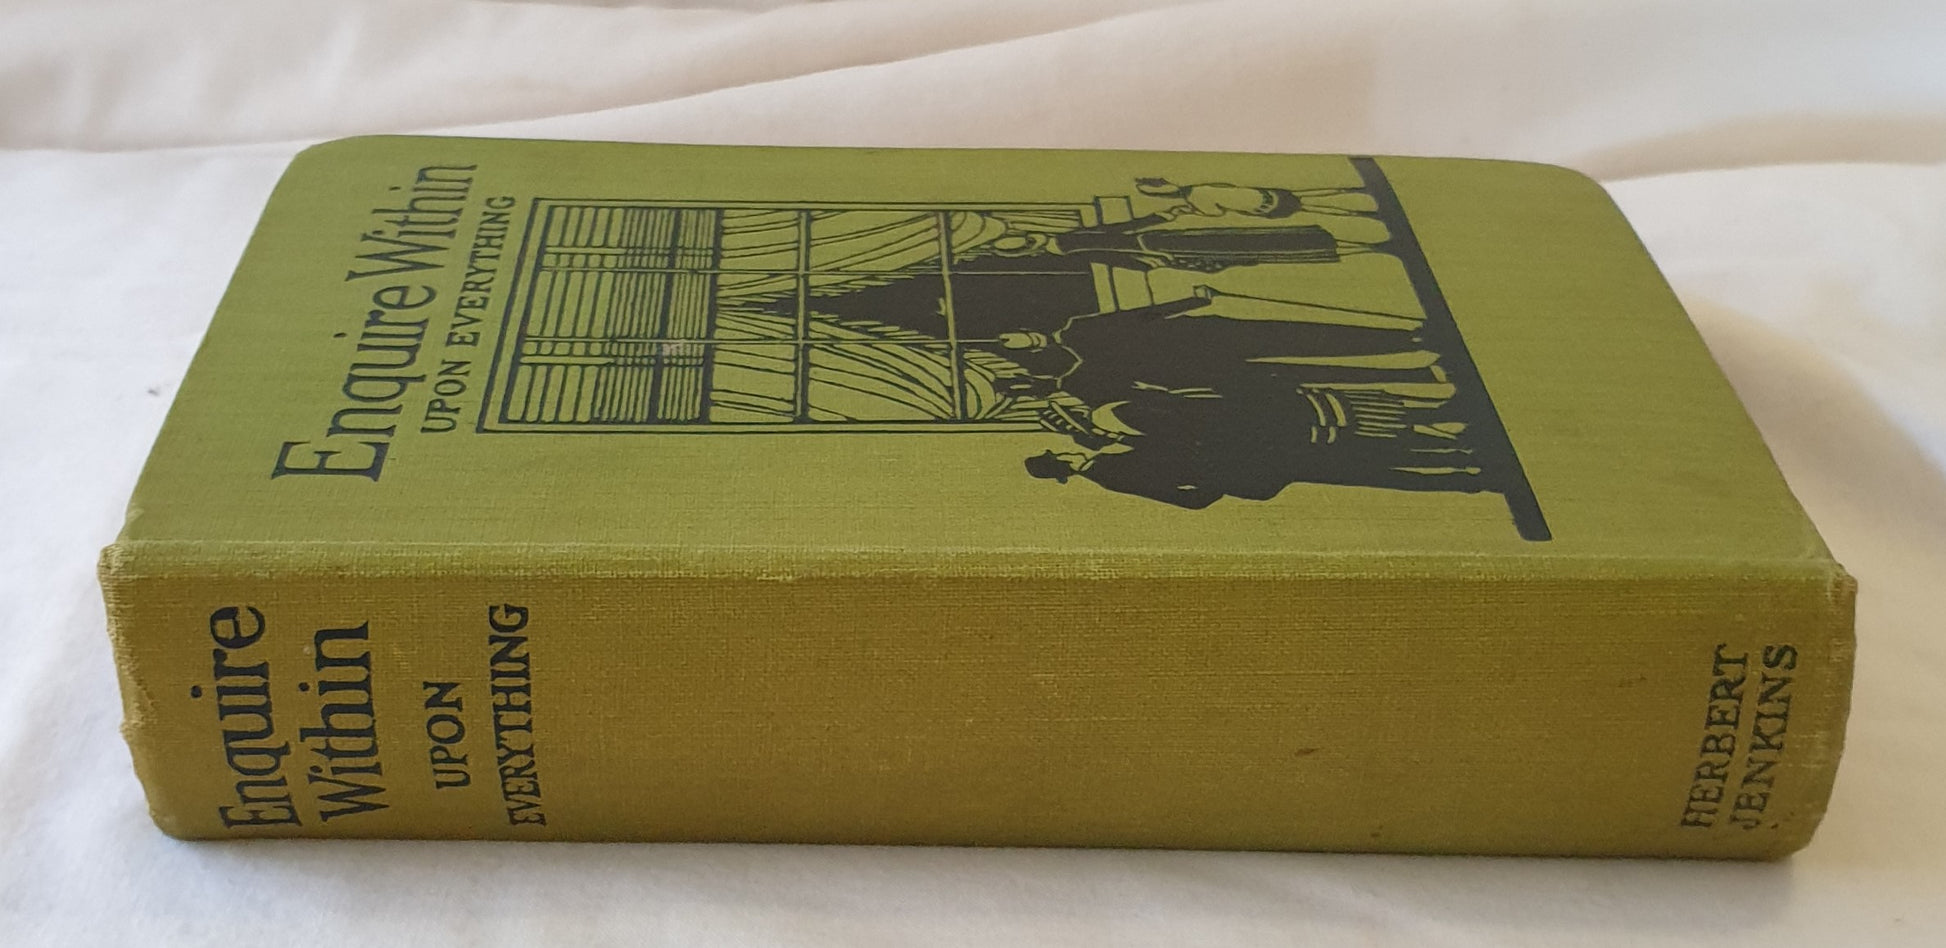 Enquire Within
UPON EVERYTHING
Enquire
Within
UPON
EVERYTHING
HERBERT
JENKINS